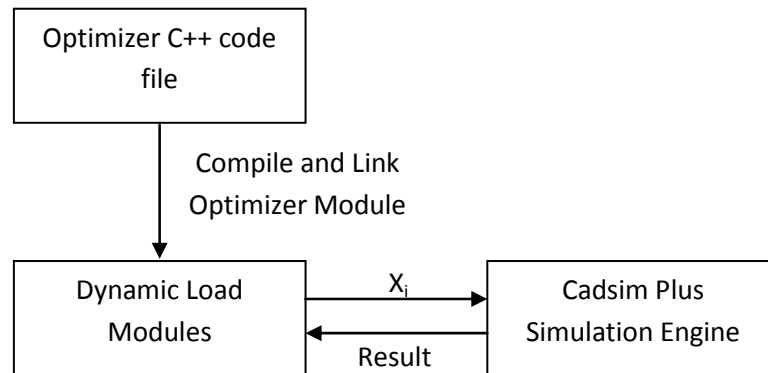 Optimizer C++ code
file
Compile and Link
Optimizer Module
Dynamic Load
Modules
Xi
Cadsim Plus
Simulation Engine
Result